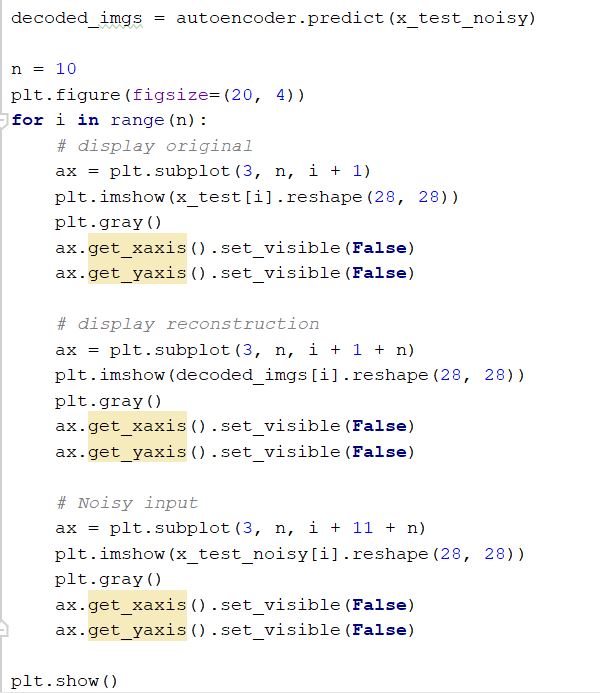 decoded_imgs = autoencoder.predict(x_test_noisy)

n = 10
plt.figure(figsize=(20, 4))
for i in range(n):
    # display original
    ax = plt.subplot(3, n, i + 1)
    plt.imshow(x_test[i].reshape(28, 28))
    plt.gray()
    ax.get_xaxis().set_visible(False)
    ax.get_yaxis().set_visible(False)

    # display reconstruction
    ax = plt.subplot(3, n, i + 1 + n)
    plt.imshow(decoded_imgs[i].reshape(28, 28))
    plt.gray()
    ax.get_xaxis().set_visible(False)
    ax.get_yaxis().set_visible(False)

    # Noisy input
    ax = plt.subplot(3, n, i + 11 + n)
    plt.imshow(x_test_noisy[i].reshape(28, 28))
    plt.gray()
    ax.get_xaxis().set_visible(False)
    ax.get_yaxis().set_visible(False)

plt.show()